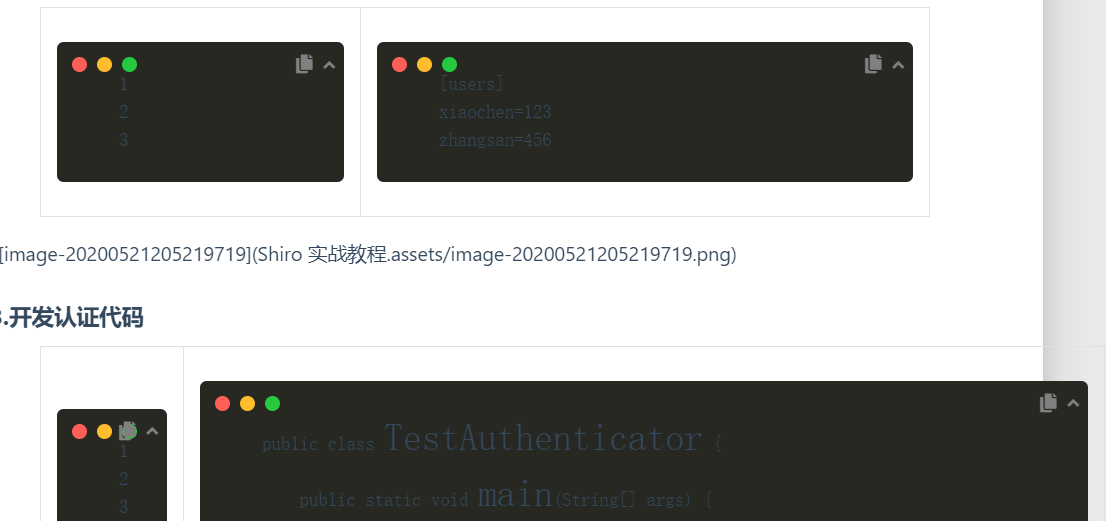 1
2
3
[users]
xiaochen=123
zhangsan=456
[image-20200521205219719](Shiro 实战教程.assets/image-20200521205219719.png)
.开发认证代码
1
2
3
public class TestAuthenticator {
public static void main(String[] args) {